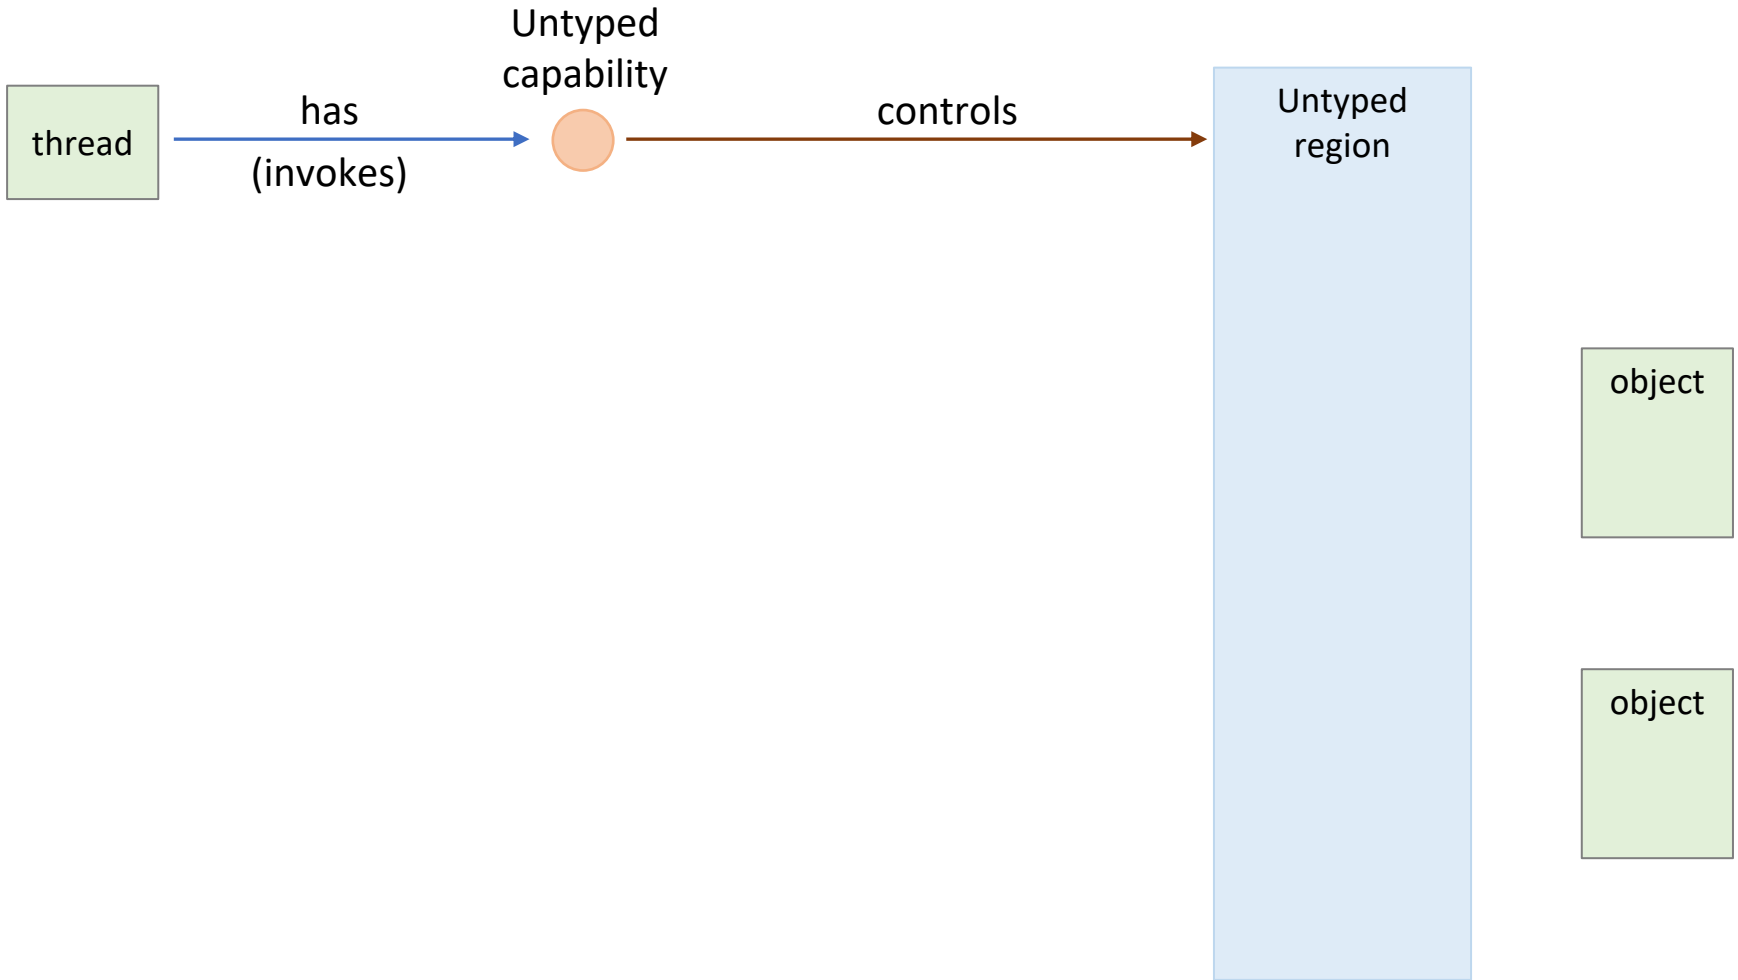 Untyped
capability
thread
has
(invokes)
controls
Untyped
region
object
object